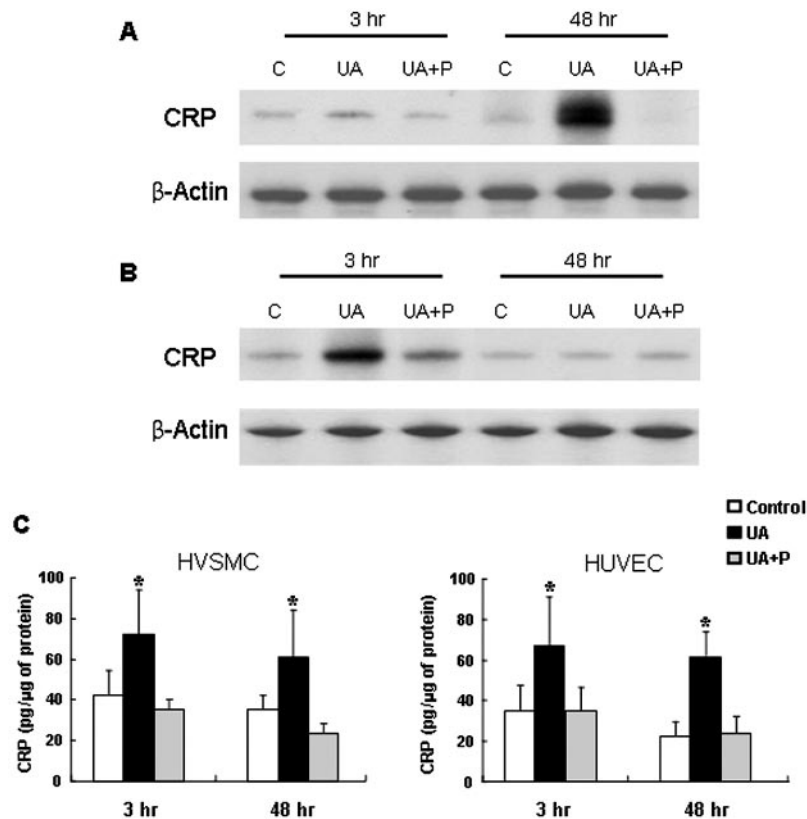 A
3 hr 48 hr
C UA UA+P C UA UA+P
CRP
β-Actin
B
3 hr 48 hr
C UA UA+P C UA UA+P
CRP
β-Actin
C
Control
UA
UA+P
HVSMC
CRP (pg/µg of protein)
100
80
60
40
20
0
* *
3 hr 48 hr
HUVEC
CRP (pg/µg of protein)
100
80
60
40
20
0
* *
3 hr 48 hr